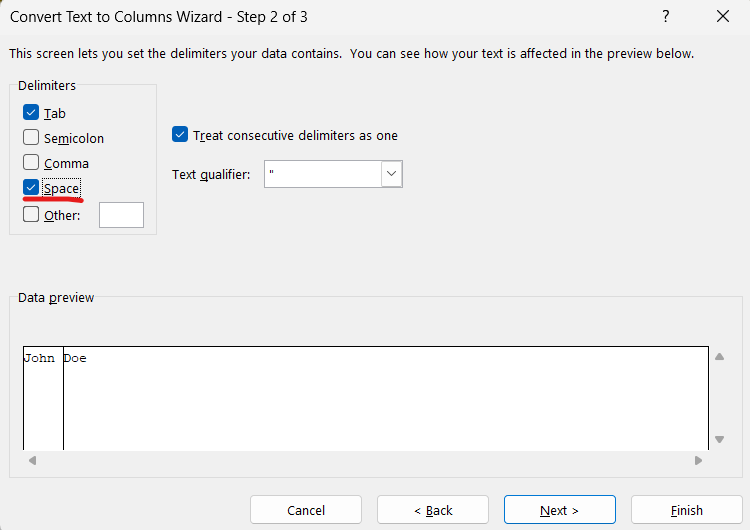 Convert Text to Columns Wizard - Step 2 of 3
?
This screen lets you set the delimiters your data contains.  You can see how your text is affected in the preview below.
Delimiters
Tab
Semicolon
Comma
Space
Other:
Treat consecutive delimiters as one
Text qualifier: "
Data preview
John Doe
Cancel
< Back
Next >
Finish